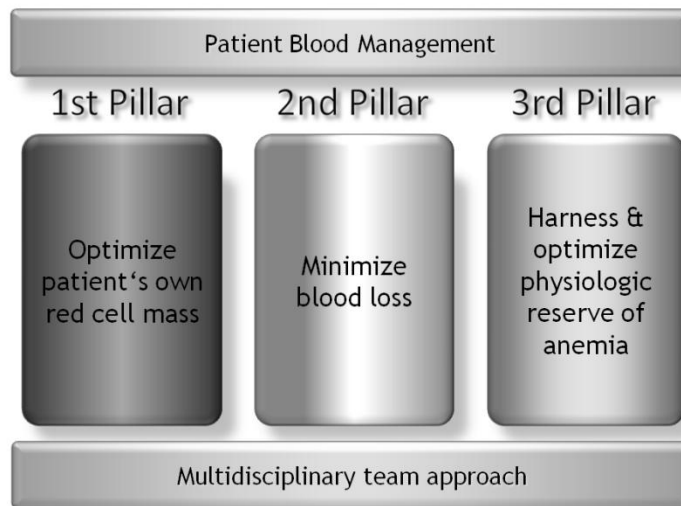 Patient Blood Management
1st Pillar
2nd Pillar
3rd Pillar
Optimize
patient‘s own
red cell mass
Minimize
blood loss
Harness &
optimize
physiologic
reserve of
anemia
Multidisciplinary team approach